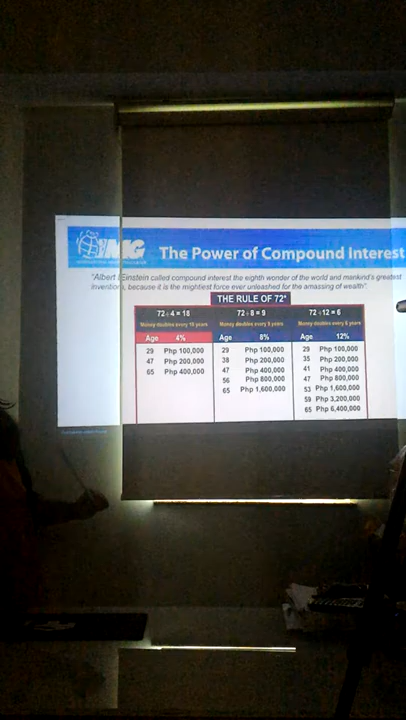 IMG
The Power of Compound Interest
"Albert Einstein called compound interest the eighth wonder of the world and mankind's greatest
invention, because it is the mightiest force ever unleashed for the amassing of wealth".
THE RULE OF 72*
72÷4 = 18
Money doubles every 18 years
Age 4%
29 Php 100,000
47 Php 200,000
65 Php 400,000
72÷8 = 9
Money doubles every 9 years
Age 8%
29 Php 100,000
38 Php 200,000
47 Php 400,000
56 Php 800,000
65 Php 1,600,000
72÷12 = 6
Money doubles every 6 years
Age 12%
29 Php 100,000
35 Php 200,000
41 Php 400,000
47 Php 800,000
53 Php 1,600,000
59 Php 3,200,000
65 Php 6,400,000